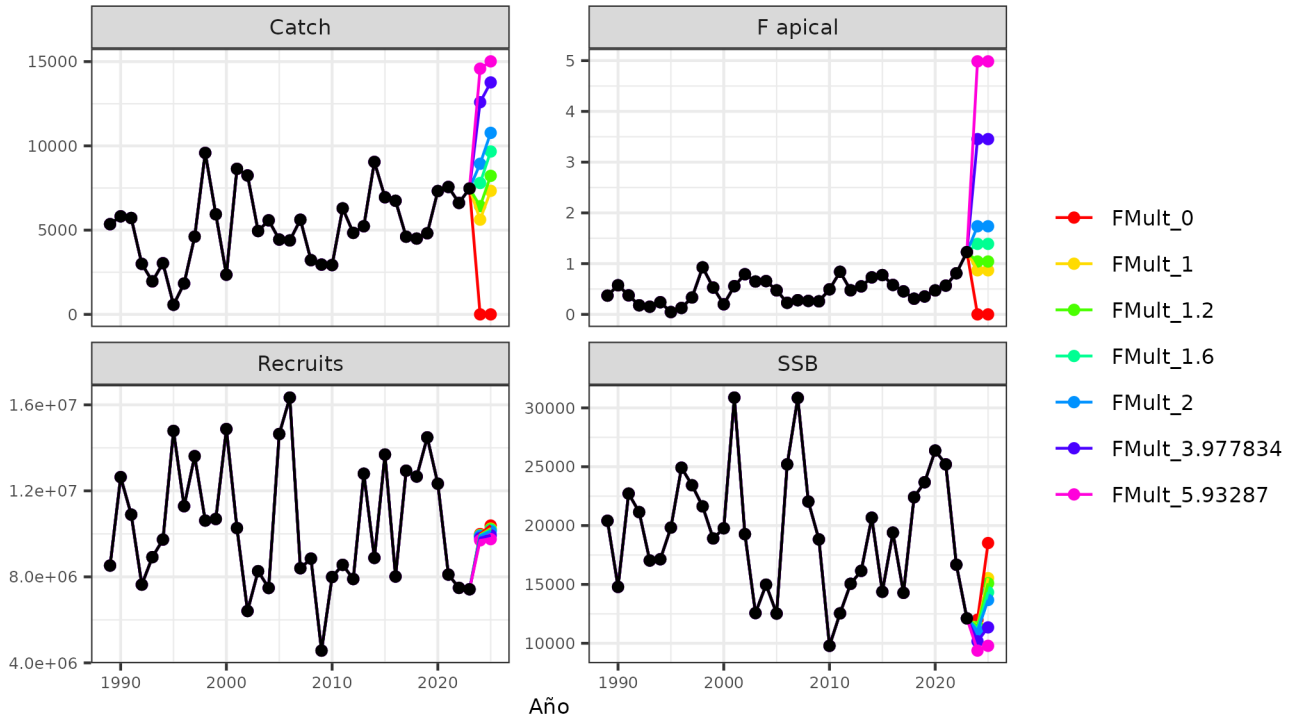 Catch
F apical
15000
10000
5000
0
5
4
3
2
1
0
Recruits
SSB
1.6e+07
1.2e+07
8.0e+06
4.0e+06
30000
25000
20000
15000
10000
1990
2000
2010
2020
1990
2000
2010
2020
Año
FMult_0
FMult_1
FMult_1.2
FMult_1.6
FMult_2
FMult_3.977834
FMult_5.93287